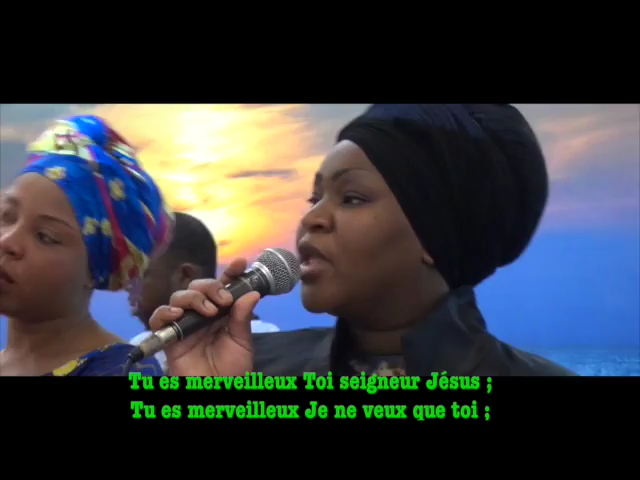 Tu es merveilleux Toi seigneur Jésus ;
Tu es merveilleux Je ne veux que toi ;